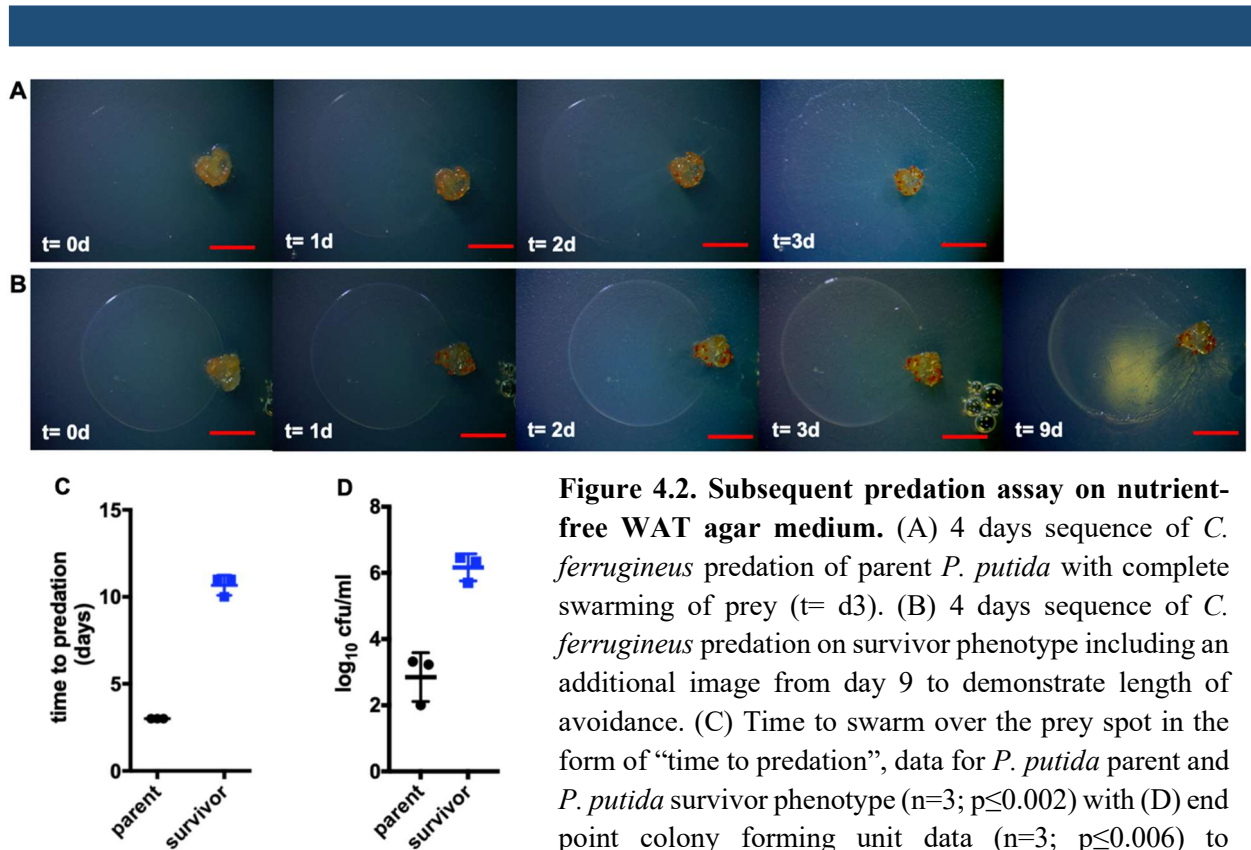 A
t= 0d
t= 1d
t= 2d
t=3d
B
t= 0d
t= 1d
t= 2d
t= 3d
t= 9d
C
time to predation
(days)
15
10
5
0
parent
survivor
D
log10 cfu/ml
8
6
4
2
0
parent
survivor
Figure 4.2. Subsequent predation assay on nutrient-
free WAT agar medium. (A) 4 days sequence of C.
ferrugineus predation of parent P. putida with complete
swarming of prey (t= d3). (B) 4 days sequence of C.
ferrugineus predation on survivor phenotype including an
additional image from day 9 to demonstrate length of
avoidance. (C) Time to swarm over the prey spot in the
form of “time to predation”, data for P. putida parent and
P. putida survivor phenotype (n=3; p≤0.002) with (D) end
point colony forming unit data (n=3; p≤0.006) to